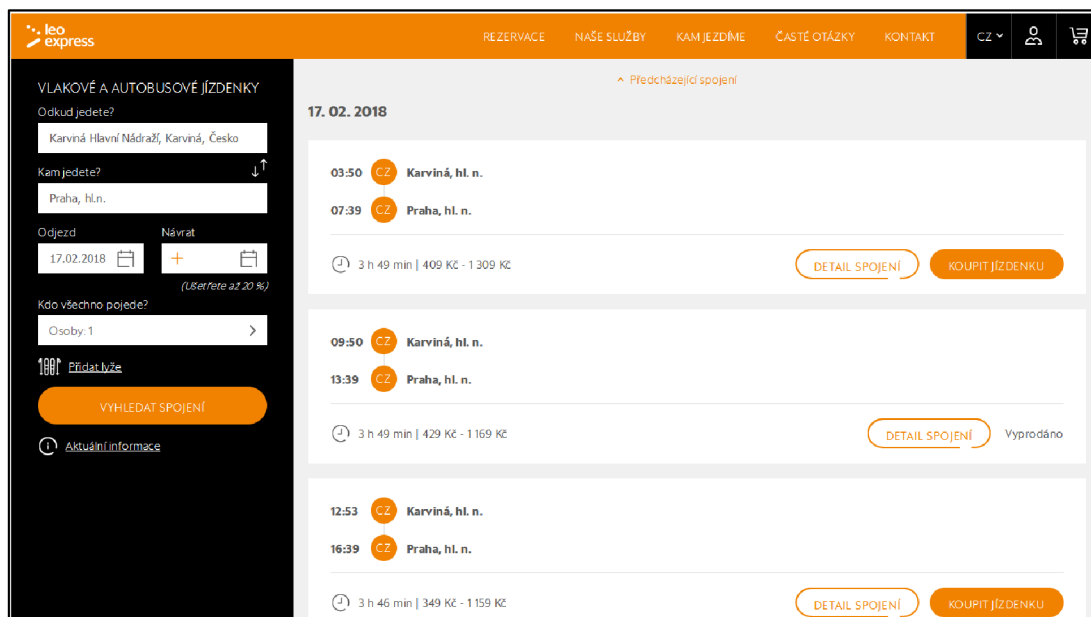 leo
express
REZERVACE NAŠE SLUŽBY KAM JEZDÍME ČASTÉ OTÁZKY KONTAKT CZ
VLAKOVÉ A AUTOBUSOVÉ JÍZDENKY
Odkud jedete?
Karviná Hlavní Nádraží, Karviná, Česko
Kam jedete?
Praha, hl.n.
Odjezd Návrat
17.02.2018 +
(Ušetřete až 20 %)
Kdo všechno pojede?
Osoby: 1
Přidat lyže
VYHLEDAT SPOJENÍ
Aktuální informace
Předcházející spojení
17. 02. 2018
03:50 CZ Karviná, hl. n.
07:39 CZ Praha, hl. n.
3 h 49 min | 409 Kč - 1 309 Kč DETAIL SPOJENÍ KOUPIT JÍZDENKU
09:50 CZ Karviná, hl. n.
13:39 CZ Praha, hl. n.
3 h 49 min | 429 Kč - 1 169 Kč DETAIL SPOJENÍ Vyprodáno
12:53 CZ Karviná, hl. n.
16:39 CZ Praha, hl. n.
3 h 46 min | 349 Kč - 1 159 Kč DETAIL SPOJENÍ KOUPIT JÍZDENKU